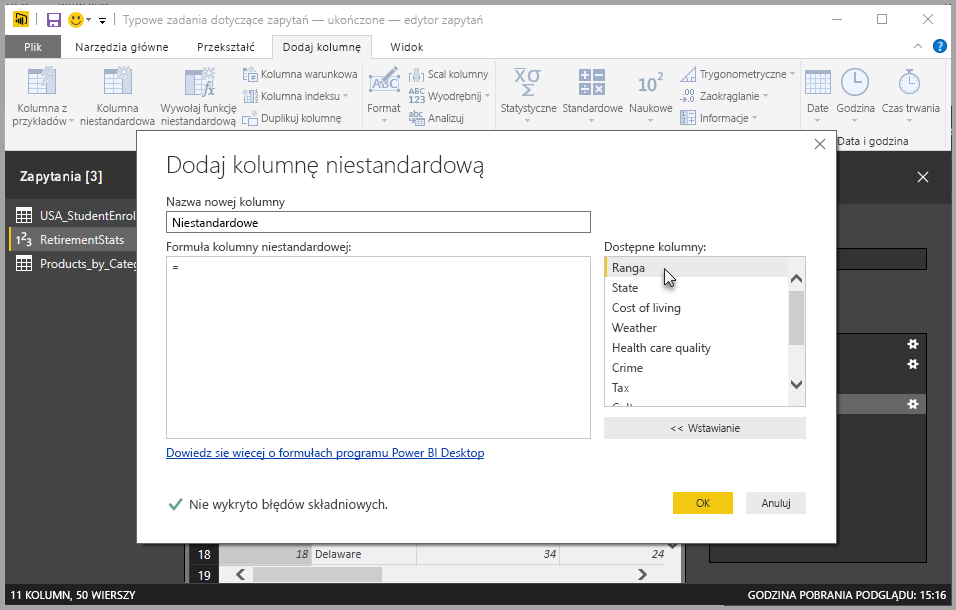 Typowe zadania dotyczące zapytań — ukończone — edytor zapytań
Plik
Narzędzia główne
Przekształć
Dodaj kolumnę
Widok
Kolumna z przykładów
Kolumna niestandardowa
Wywołaj funkcję niestandardową
Kolumna warunkowa
Kolumna indeksu
Duplikuj kolumnę
Format
Scal kolumny
Wyodrębnij
Analizuj
Statystyczne
Standardowe
Naukowe
Trygonometryczne
Zaokrąglanie
Informacje
Date
Godzina
Czas trwania
Data i godzina
Zapytania [3]
USA_StudentEnrol
RetirementStats
Products_by_Categ
Dodaj kolumnę niestandardową
Nazwa nowej kolumny
Niestandardowe
Formuła kolumny niestandardowej:
=
Dostępne kolumny:
Ranga
State
Cost of living
Weather
Health care quality
Crime
Tax
<< Wstawianie
Dowiedz się więcej o formułach programu Power BI Desktop
Nie wykryto błędów składniowych.
OK
Anuluj
18 18 Delaware 34 24
19
11 KOLUMN, 50 WIERSZY
GODZINA POBRANIA PODGLĄDU: 15:16